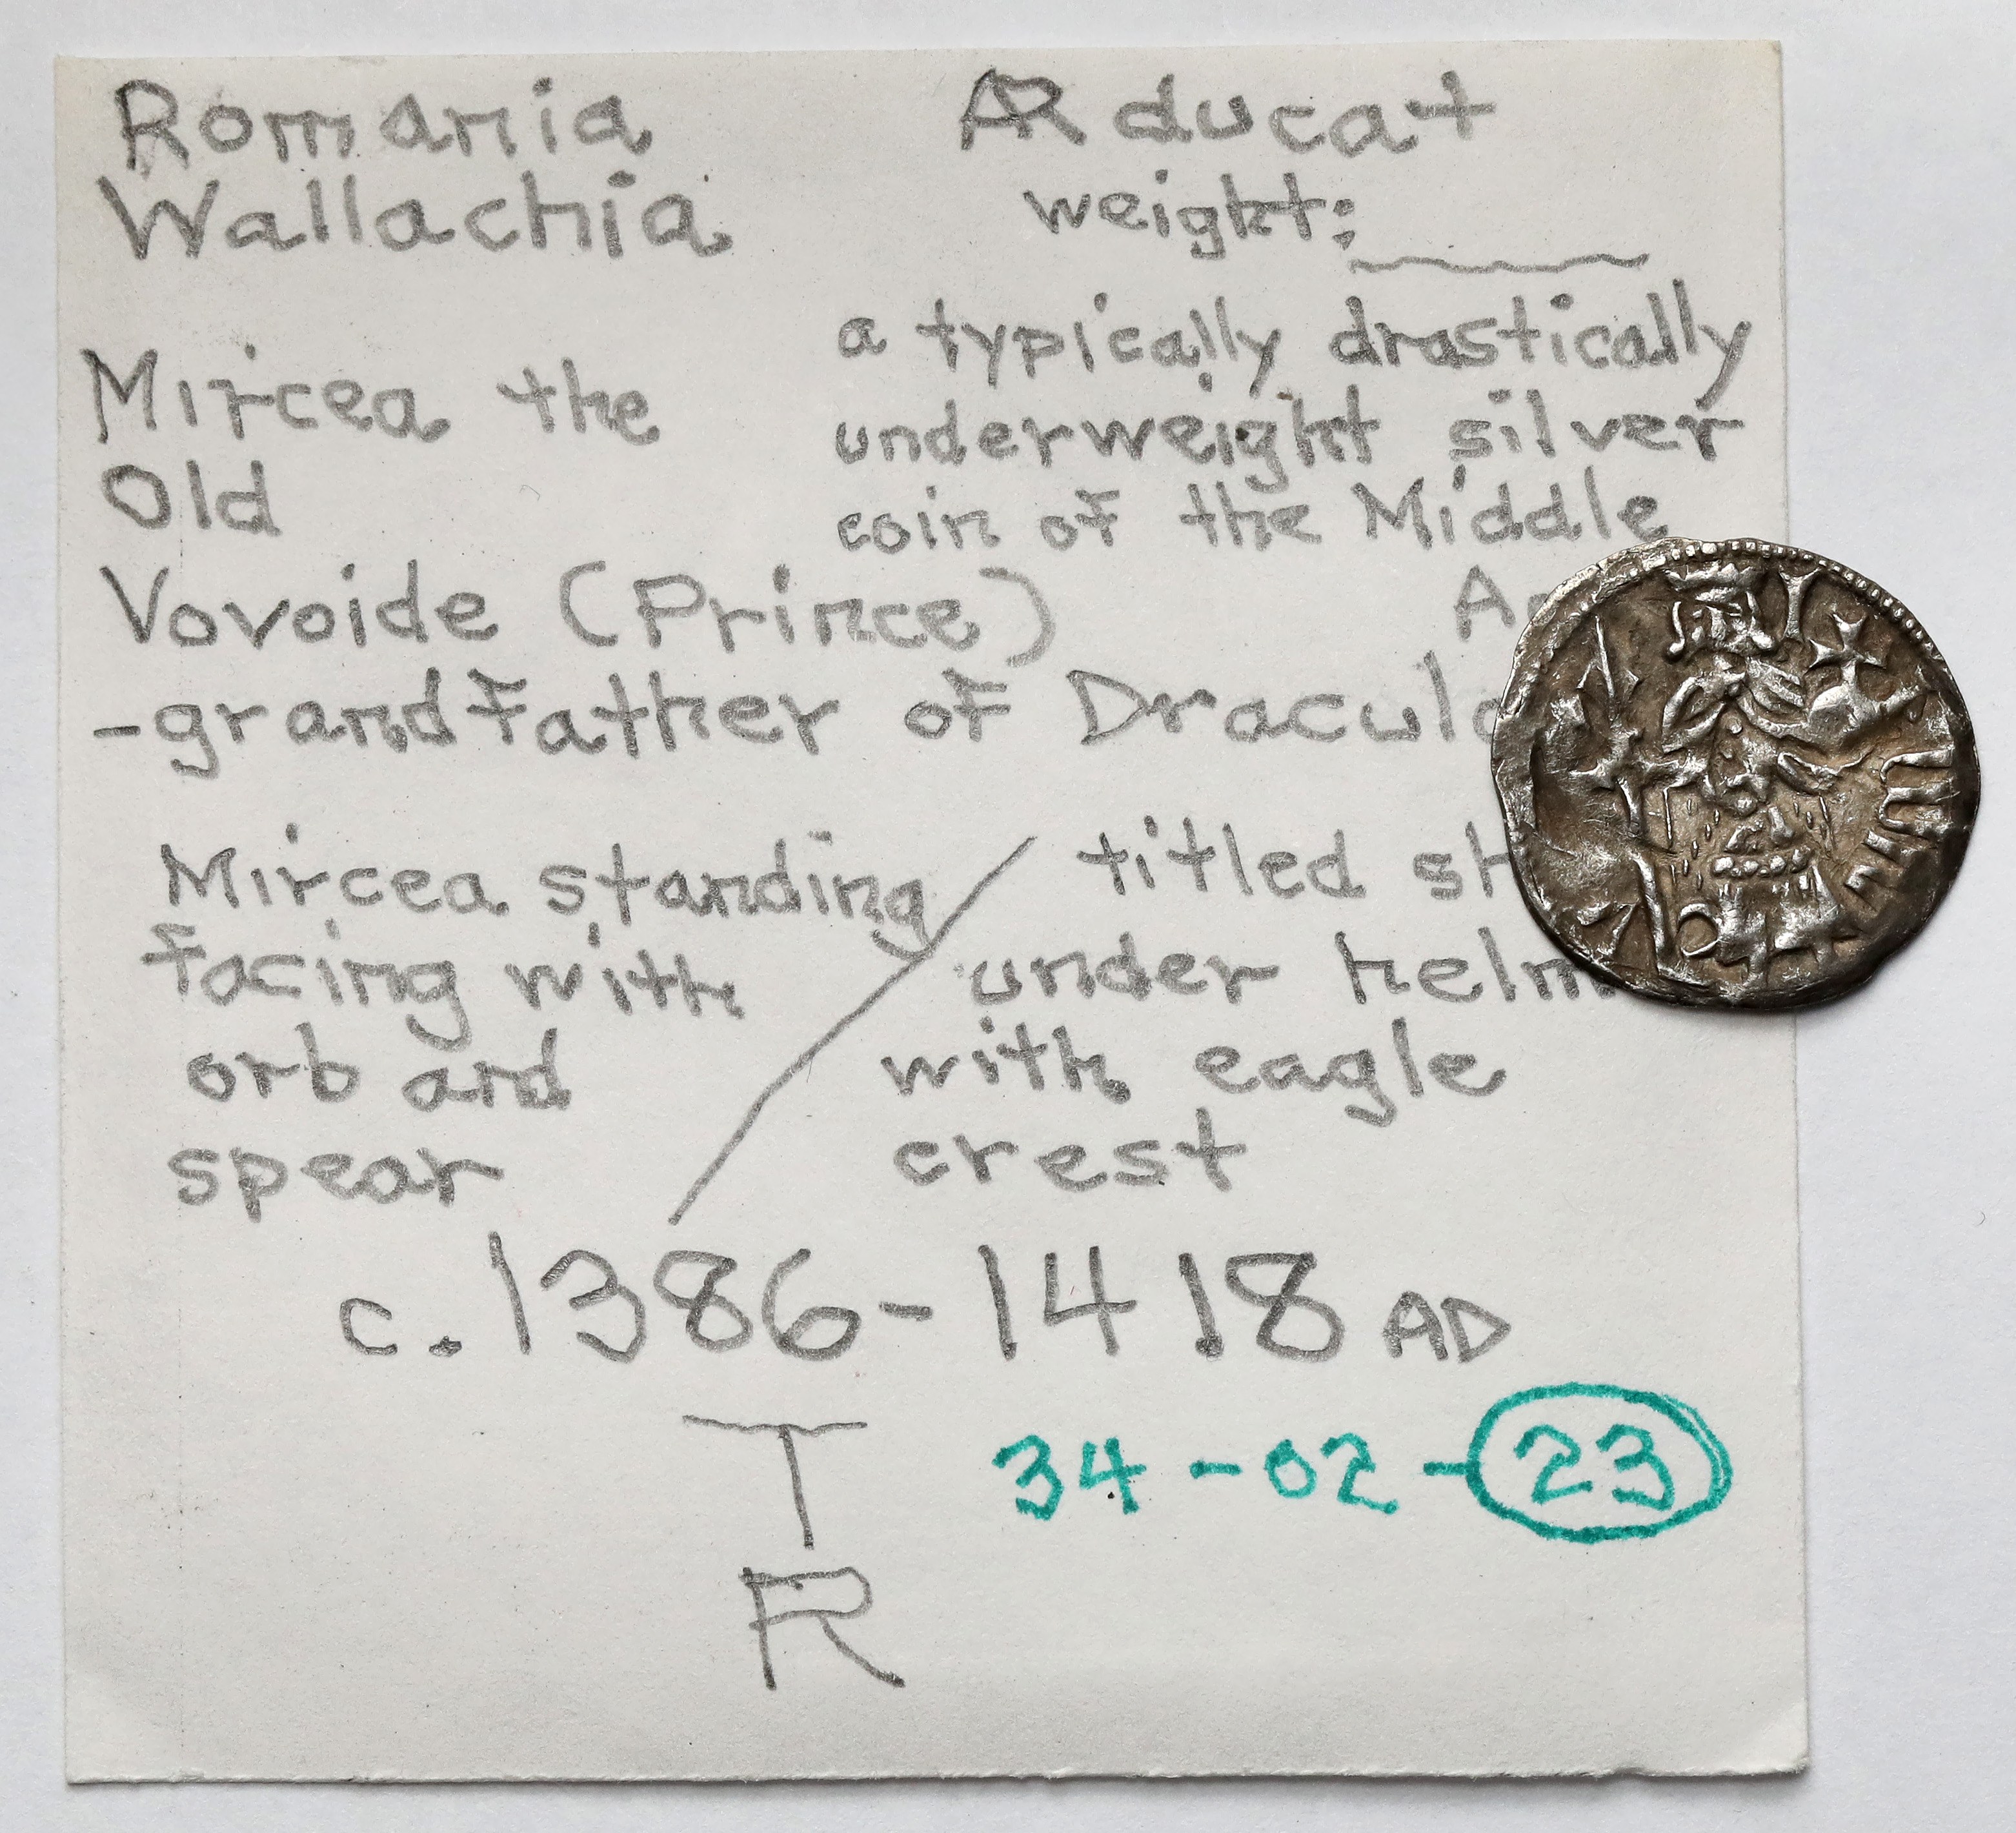 Romania
Wallachia
Mircea the
Old
Vovoide (Prince)
-grandfather of
AR ducat
weight:
a typically drastically
underweight silver
coin of the Middle
Mircea standing
facing with
orb and
spear
titled
under
with eagle
crest
c. 1386-1418 AD
T
R
34-02-23